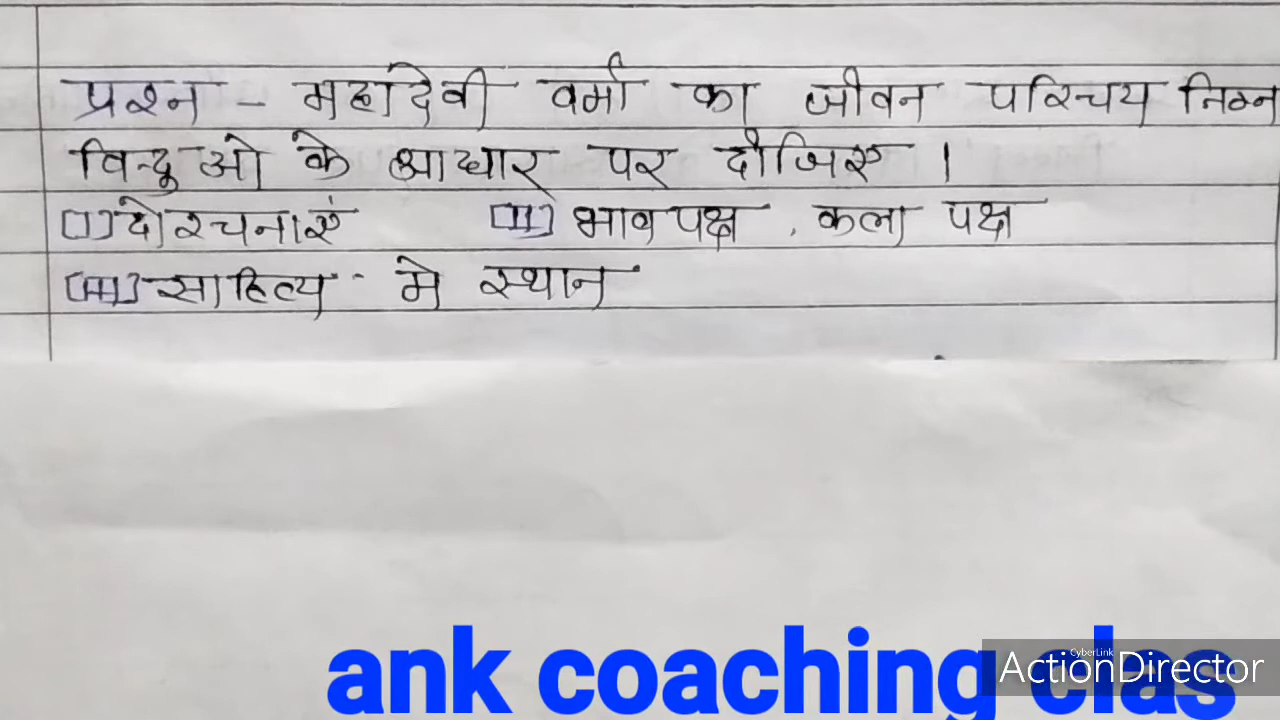 प्रश्न - महादेवी वर्मा का जीवन परिचय निम्न
विन्दुओ के आधार पर दीजिए ।
[I] दो रचनाएं [II] भाव पक्ष , कला पक्ष
[III] साहित्य में स्थान
ank coaching clas
CyberLink
ActionDirector